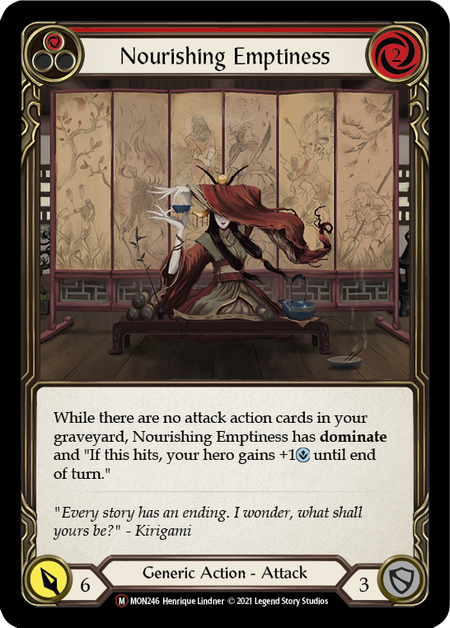 Nourishing Emptiness
2
While there are no attack action cards in your
graveyard, Nourishing Emptiness has dominate
and "If this hits, your hero gains +1 until end
of turn."
"Every story has an ending. I wonder, what shall
yours be?" - Kirigami
6
Generic Action - Attack
3
M MON246 Henrique Lindner © 2021 Legend Story Studios